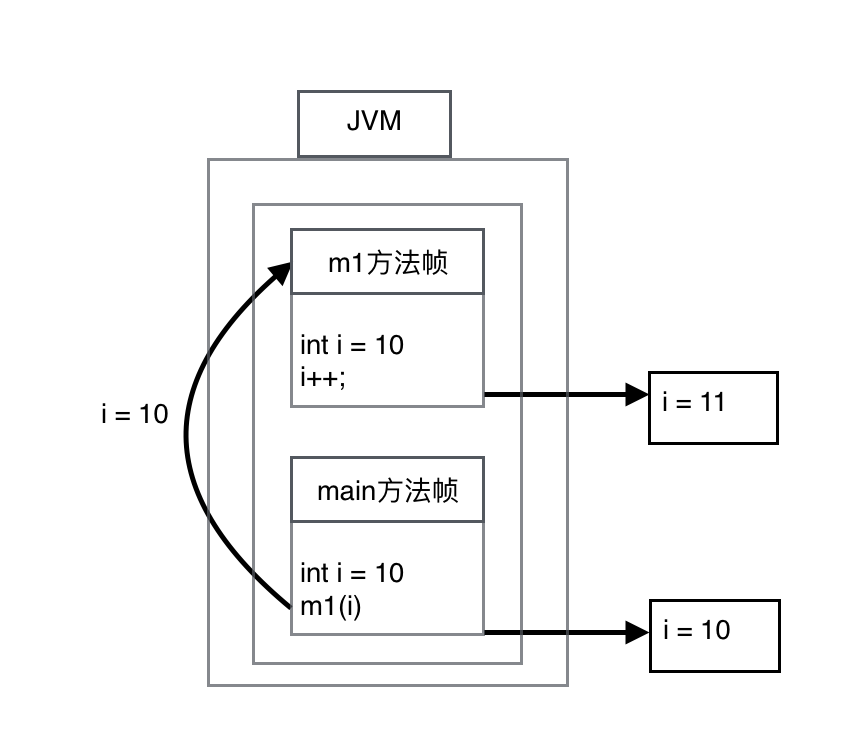 JVM
m1方法帧
int i = 10
i++;
i = 11
i = 10
main方法帧
int i = 10
m1(i)
i = 10